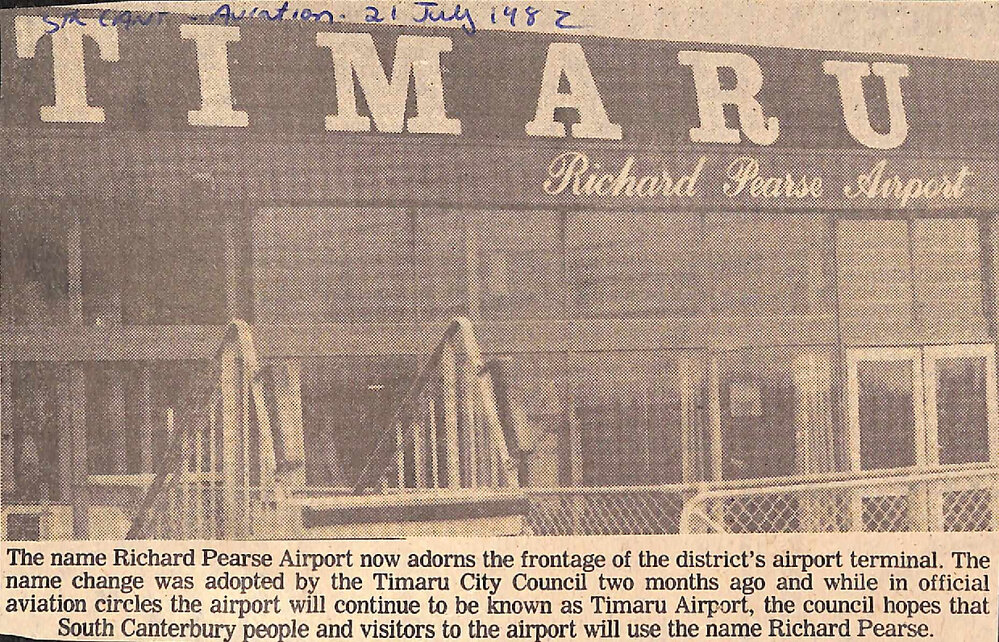 Sth CANT - Aviation. 21 July 1982
TIMARU
Richard Pearse Airport
The name Richard Pearse Airport now adorns the frontage of the district's airport terminal. The
name change was adopted by the Timaru City Council two months ago and while in official
aviation circles the airport will continue to be known as Timaru Airport, the council hopes that
South Canterbury people and visitors to the airport will use the name Richard Pearse.